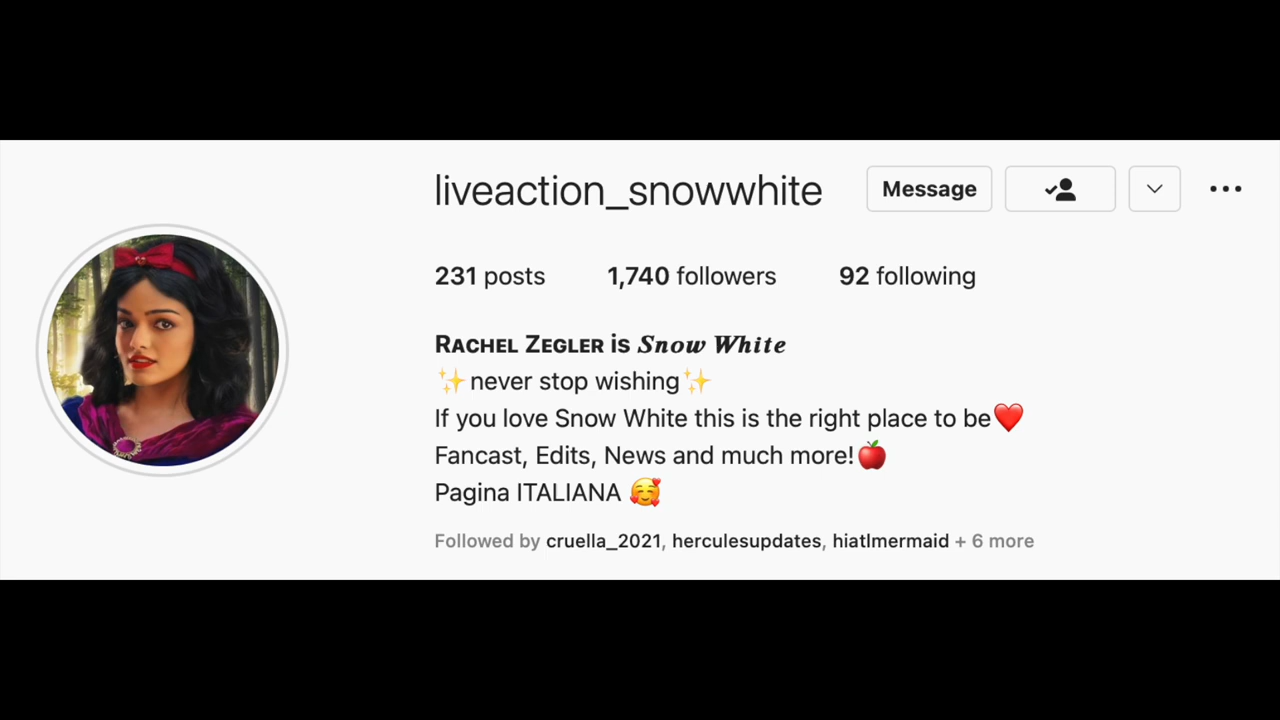 liveaction_snowwhite Message
231 posts 1,740 followers 92 following
Rachel Zegler is 𝑺𝒏𝒐𝒘 𝑾𝒉𝒊𝒕𝒆
✨never stop wishing✨
If you love Snow White this is the right place to be❤️
Fancast, Edits, News and much more!🍎
Pagina ITALIANA 🥰
Followed by cruella_2021, herculesupdates, hiatlmermaid + 6 more